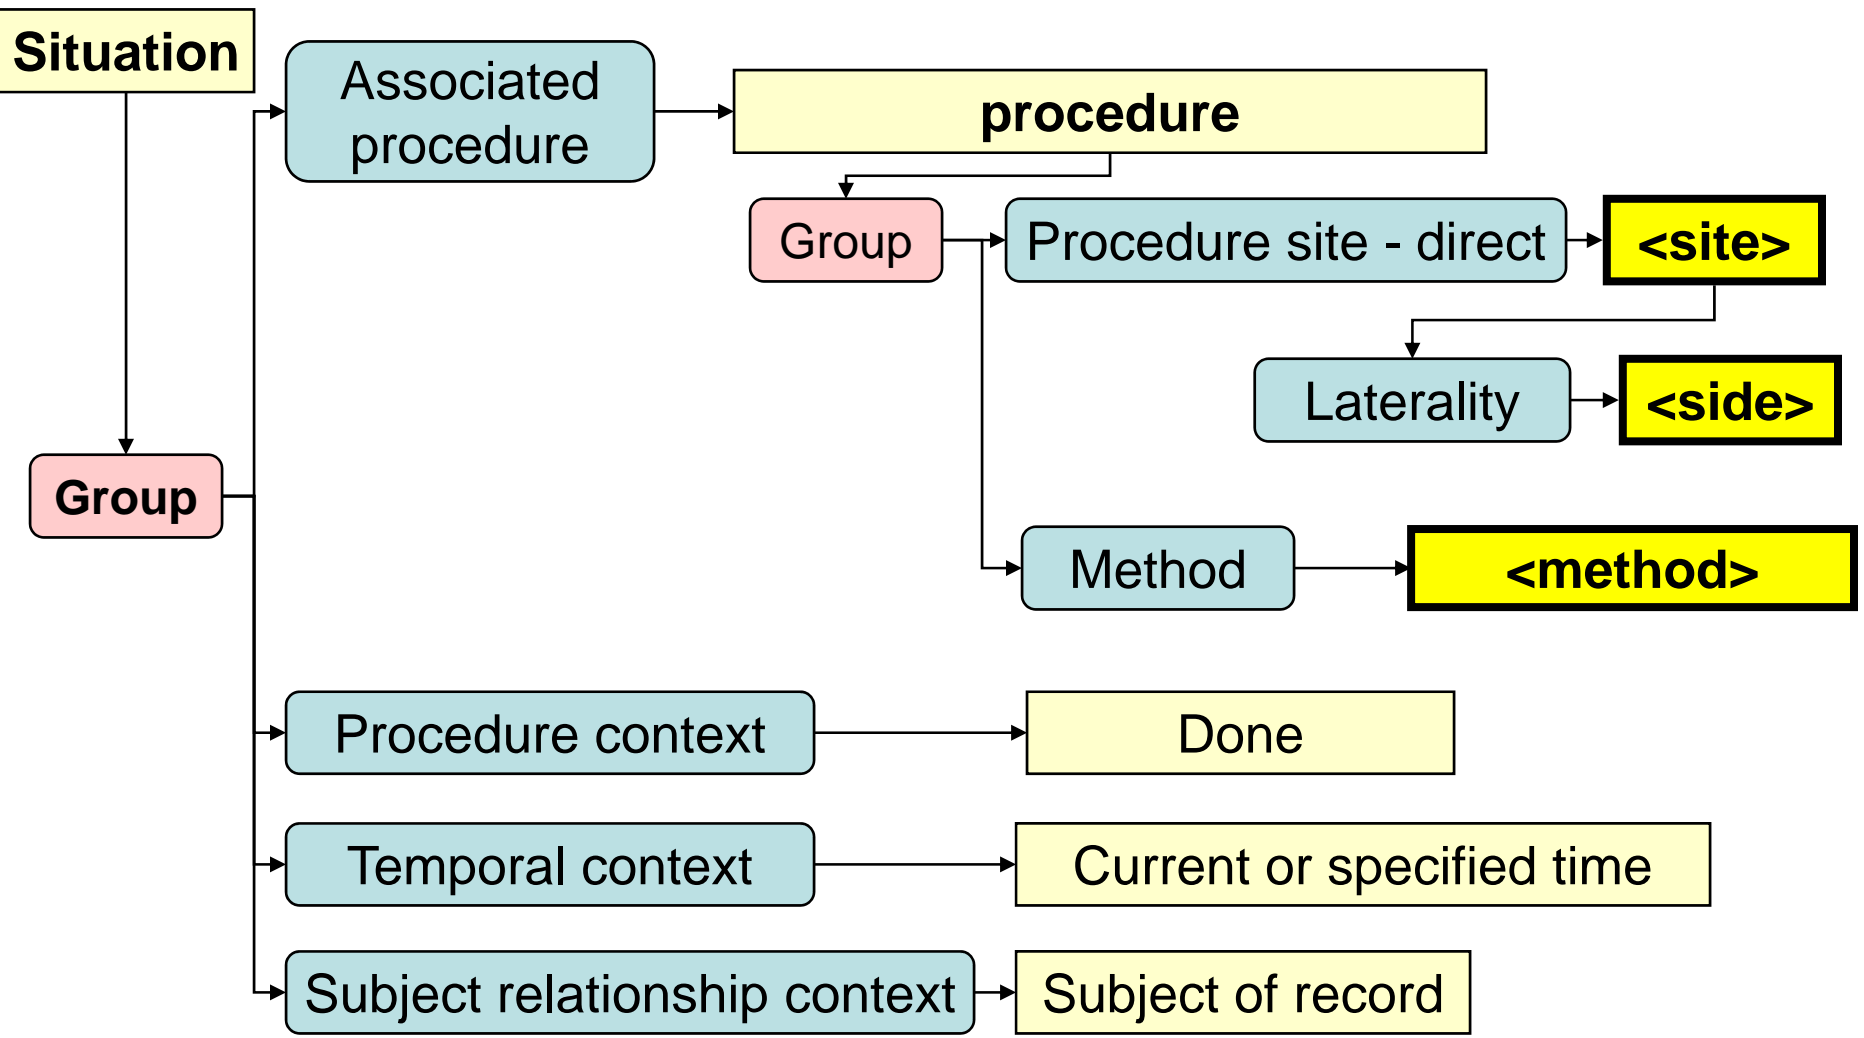 Situation
Associated
procedure
procedure
Group
Procedure site - direct
<site>
Laterality
<side>
Group
Method
<method>
Procedure context
Done
Temporal context
Current or specified time
Subject relationship context
Subject of record